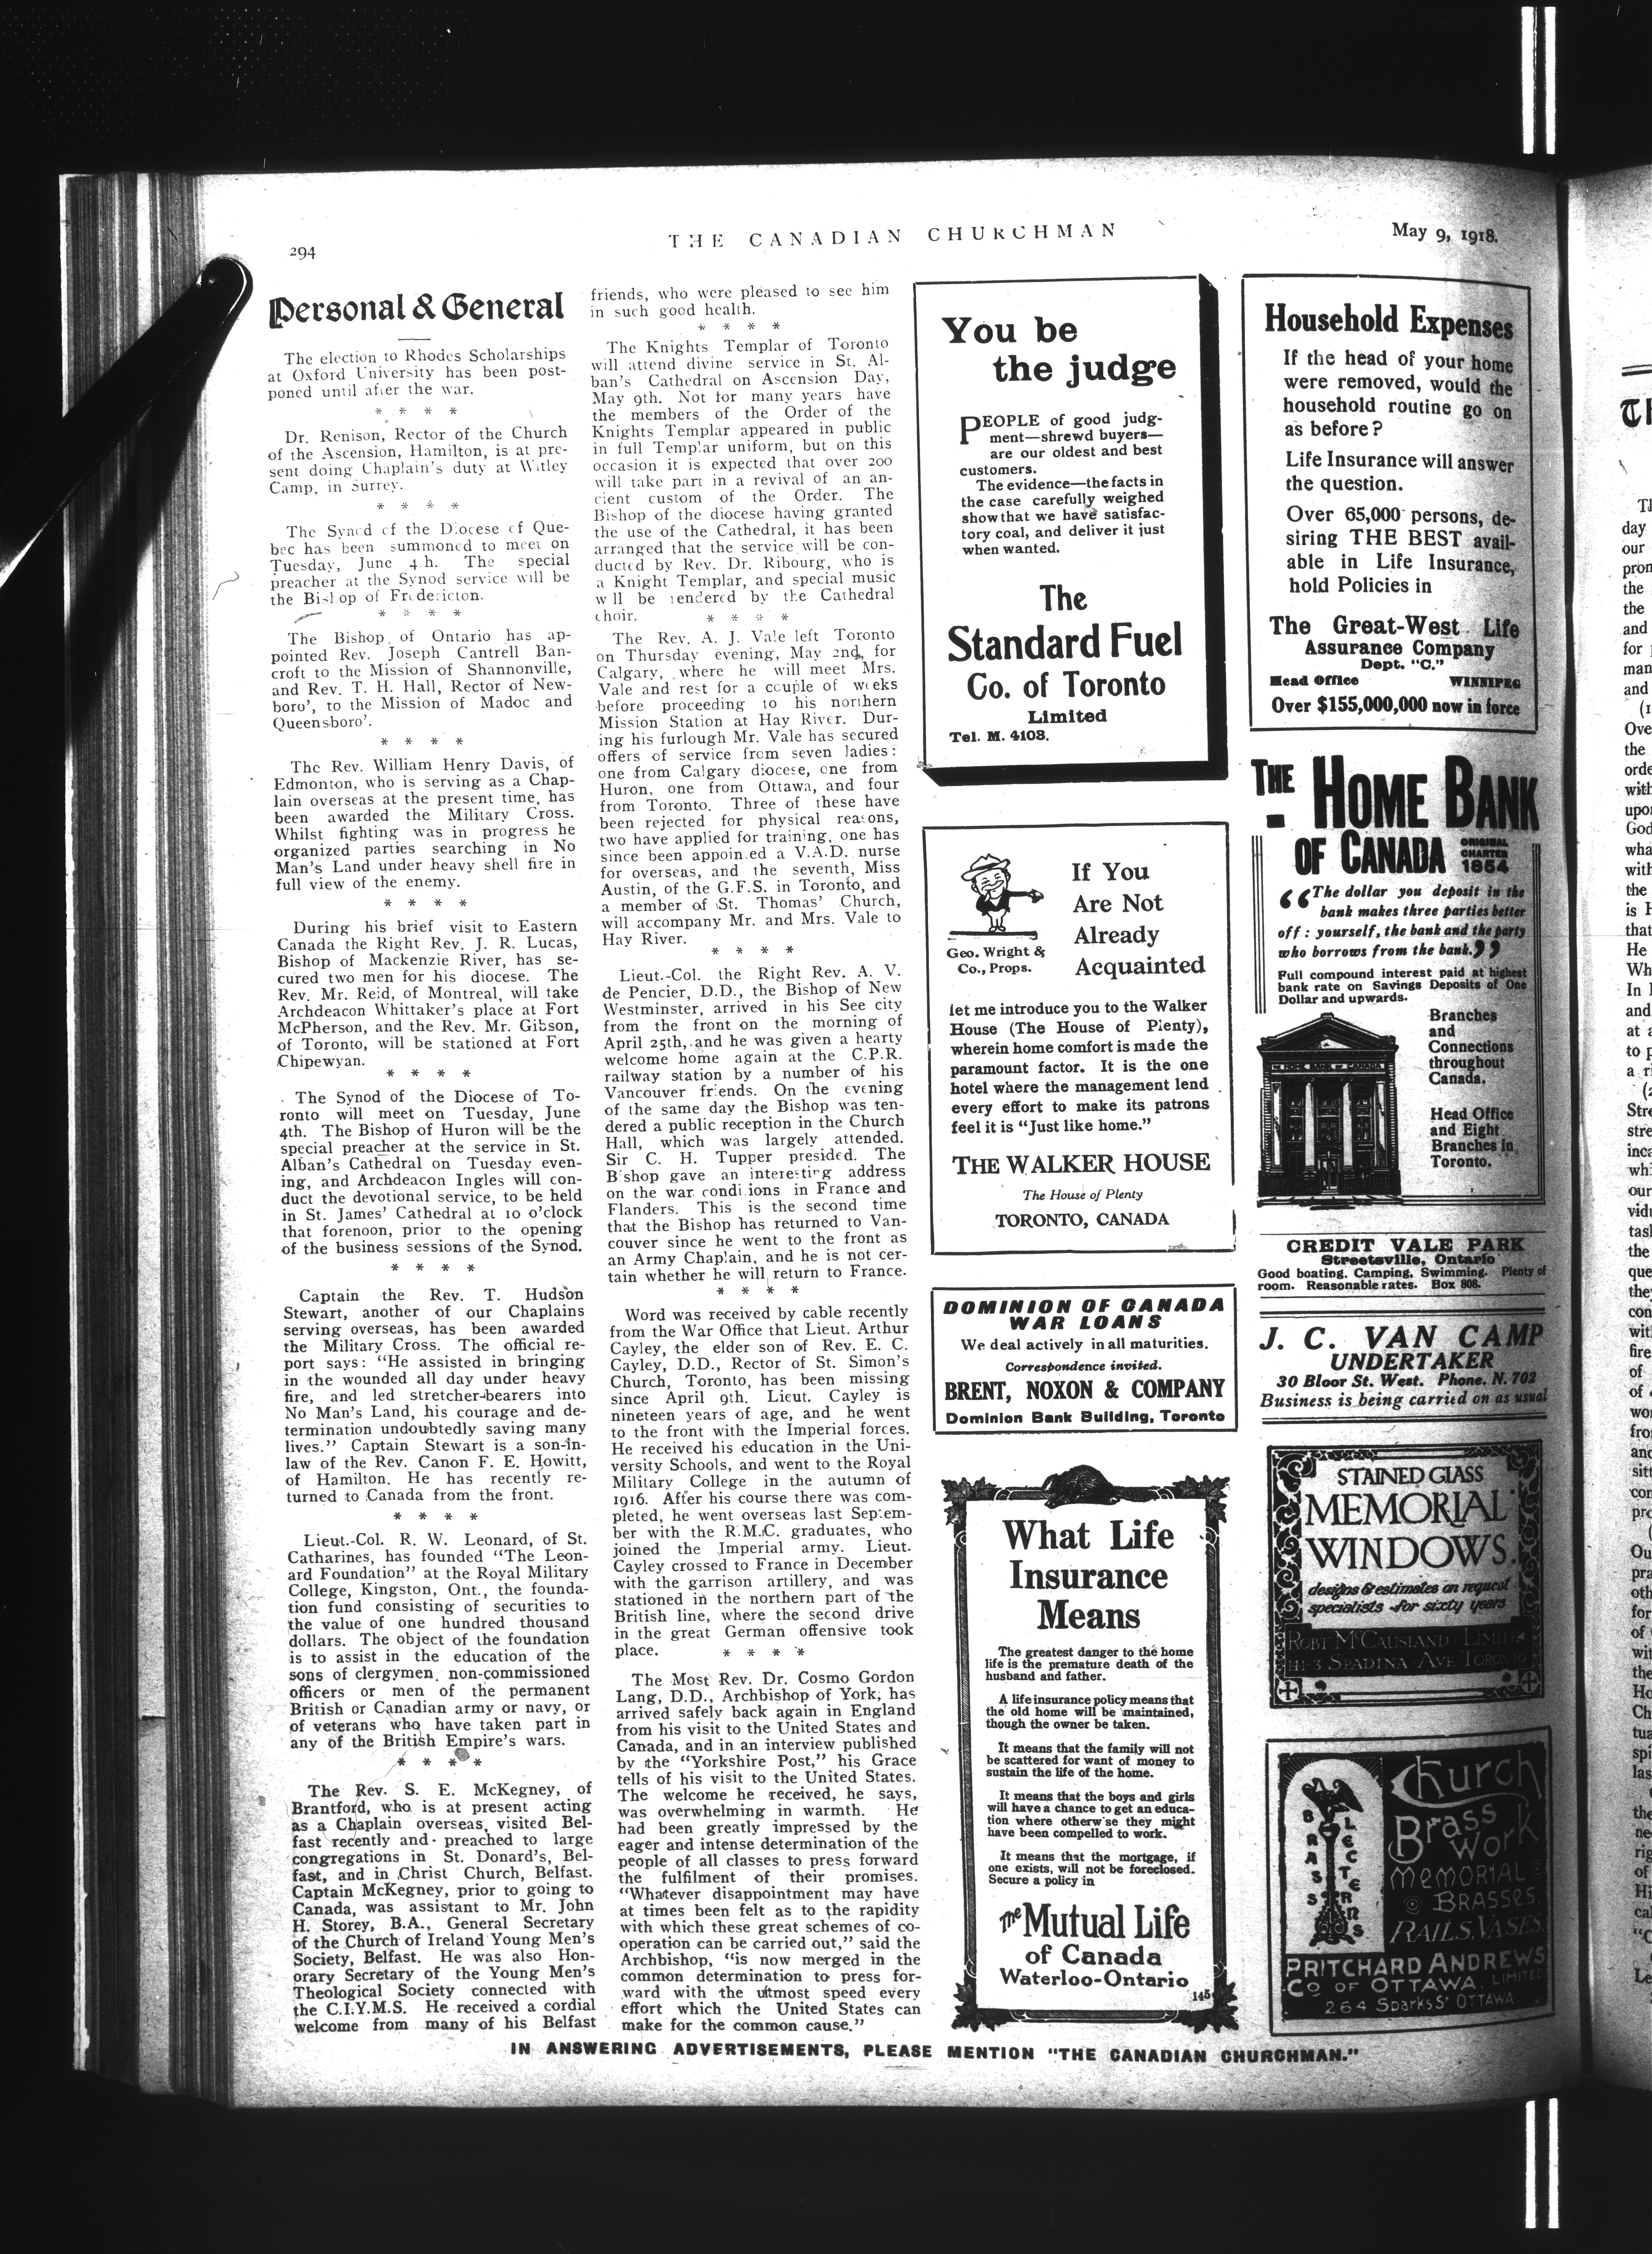 294
THE CANADIAN CHURCHMAN
May 9, 1918.
Personal & General
The election to Rhodes Scholarships
at Oxford University has been post-
poned until after the war.
* * * *
Dr. Renison, Rector of the Church
of the Ascension, Hamilton, is at pre-
sent doing Chaplain's duty at Witley
Camp, in Surrey.
* * * *
The Synod of the Diocese of Que-
bec has been summoned to meet on
Tuesday, June 4th. The special
preacher at the Synod service will be
the Bishop of Fredericton.
* * * *
The Bishop of Ontario has ap-
pointed Rev. Joseph Cantrell Ban-
croft to the Mission of Shannonville,
and Rev. T. H. Hall, Rector of New-
boro', to the Mission of Madoc and
Queensboro'.
* * * *
The Rev. William Henry Davis, of
Edmonton, who is serving as a Chap-
lain overseas at the present time, has
been awarded the Military Cross.
Whilst fighting was in progress he
organized parties searching in No
Man's Land under heavy shell fire in
full view of the enemy.
* * * *
During his brief visit to Eastern
Canada the Right Rev. J. R. Lucas,
Bishop of Mackenzie River, has se-
cured two men for his diocese. The
Rev. Mr. Reid, of Montreal, will take
Archdeacon Whittaker's place at Fort
McPherson, and the Rev. Mr. Gibson,
of Toronto, will be stationed at Fort
Chipewyan.
* * * *
The Synod of the Diocese of To-
ronto will meet on Tuesday, June
4th. The Bishop of Huron will be the
special preacher at the service in St.
Alban's Cathedral on Tuesday even-
ing, and Archdeacon Ingles will con-
duct the devotional service, to be held
in St. James' Cathedral at 10 o'clock
that forenoon, prior to the opening
of the business sessions of the Synod.
* * * *
Captain the Rev. T. Hudson
Stewart, another of our Chaplains
serving overseas, has been awarded
the Military Cross. The official re-
port says: "He assisted in bringing
in the wounded all day under heavy
fire, and led stretcher-bearers into
No Man's Land, his courage and de-
termination undoubtedly saving many
lives." Captain Stewart is a son-in-
law of the Rev. Canon F. E. Howitt,
of Hamilton. He has recently re-
turned to Canada from the front.
* * * *
Lieut.-Col. R. W. Leonard, of St.
Catharines, has founded "The Leon-
ard Foundation" at the Royal Military
College, Kingston, Ont., the founda-
tion fund consisting of securities to
the value of one hundred thousand
dollars. The object of the foundation
is to assist in the education of the
sons of clergymen, non-commissioned
officers or men of the permanent
British or Canadian army or navy, or
of veterans who have taken part in
any of the British Empire's wars.
* * * *
The Rev. S. E. McKegney, of
Brantford, who is at present acting
as a Chaplain overseas, visited Bel-
fast recently and preached to large
congregations in St. Donard's, Bel-
fast, and in Christ Church, Belfast.
Captain McKegney, prior to going to
Canada, was assistant to Mr. John
H. Storey, B.A., General Secretary
of the Church of Ireland Young Men's
Society, Belfast. He was also Hon-
orary Secretary of the Young Men's
Theological Society connected with
the C.I.Y.M.S. He received a cordial
welcome from many of his Belfast
friends, who were pleased to see him
in such good health.
* * * *
The Knights Templar of Toronto
will attend divine service in St. Al-
ban's Cathedral on Ascension Day,
May 9th. Not for many years have
the members of the Order of the
Knights Templar appeared in public
in full Templar uniform, but on this
occasion it is expected that over 200
will take part in a revival of an an-
cient custom of the Order. The
Bishop of the diocese having granted
the use of the Cathedral, it has been
arranged that the service will be con-
ducted by Rev. Dr. Ribourg, who is
a Knight Templar, and special music
will be rendered by the Cathedral
choir.
* * * *
The Rev. A. J. Vale left Toronto
on Thursday evening, May 2nd, for
Calgary, where he will meet Mrs.
Vale and rest for a couple of weeks
before proceeding to his northern
Mission Station at Hay River. Dur-
ing his furlough Mr. Vale has secured
offers of service from seven ladies:
one from Calgary diocese, one from
Huron, one from Ottawa, and four
from Toronto. Three of these have
been rejected for physical reasons,
two have applied for training, one has
since been appointed a V.A.D. nurse
for overseas, and the seventh, Miss
Austin, of the G.F.S. in Toronto, and
a member of St. Thomas' Church,
will accompany Mr. and Mrs. Vale to
Hay River.
* * * *
Lieut.-Col. the Right Rev. A. V.
de Pencier, D.D., the Bishop of New
Westminster, arrived in his See city
from the front on the morning of
April 25th, and he was given a hearty
welcome home again at the C.P.R.
railway station by a number of his
Vancouver friends. On the evening
of the same day the Bishop was ten-
dered a public reception in the Church
Hall, which was largely attended.
Sir C. H. Tupper presided. The
Bishop gave an interesting address
on the war conditions in France and
Flanders. This is the second time
that the Bishop has returned to Van-
couver since he went to the front as
an Army Chaplain, and he is not cer-
tain whether he will return to France.
* * * *
Word was received by cable recently
from the War Office that Lieut. Arthur
Cayley, the elder son of Rev. E. C.
Cayley, D.D., Rector of St. Simon's
Church, Toronto, has been missing
since April 9th. Lieut. Cayley is
nineteen years of age, and he went
to the front with the Imperial forces.
He received his education in the Uni-
versity Schools, and went to the Royal
Military College in the autumn of
1916. After his course there was com-
pleted, he went overseas last Septem-
ber with the R.M.C. graduates, who
joined the Imperial army. Lieut.
Cayley crossed to France in December
with the garrison artillery, and was
stationed in the northern part of the
British line, where the second drive
in the great German offensive took
place.
* * * *
The Most Rev. Dr. Cosmo Gordon
Lang, D.D., Archbishop of York, has
arrived safely back again in England
from his visit to the United States and
Canada, and in an interview published
by the "Yorkshire Post," his Grace
tells of his visit to the United States.
The welcome he received, he says,
was overwhelming in warmth. He
had been greatly impressed by the
eager and intense determination of the
people of all classes to press forward
the fulfilment of their promises.
"Whatever disappointment may have
at times been felt as to the rapidity
with which these great schemes of co-
operation can be carried out," said the
Archbishop, "is now merged in the
common determination to press for-
ward with the utmost speed every
effort which the United States can
make for the common cause."
You be
the judge
PEOPLE of good judg-
ment—shrewd buyers—
are our oldest and best
customers.
The evidence—the facts in
the case carefully weighed
show that we have satisfac-
tory coal, and deliver it just
when wanted.
The
Standard Fuel
Co. of Toronto
Limited
Tel. M. 4103.
If You
Are Not
Already
Acquainted
Geo. Wright &
Co., Props.
let me introduce you to the Walker
House (The House of Plenty),
wherein home comfort is made the
paramount factor. It is the one
hotel where the management lend
every effort to make its patrons
feel it is "Just like home."
THE WALKER HOUSE
The House of Plenty
TORONTO, CANADA
DOMINION OF CANADA
WAR LOANS
We deal actively in all maturities.
Correspondence invited.
BRENT, NOXON & COMPANY
Dominion Bank Building, Toronto
What Life
Insurance
Means
The greatest danger to the home
life is the premature death of the
husband and father.
A life insurance policy means that
the old home will be maintained,
though the owner be taken.
It means that the family will not
be scattered for want of money to
sustain the life of the home.
It means that the boys and girls
will have a chance to get an educa-
tion where otherwise they might
have been compelled to work.
It means that the mortgage, if
one exists, will not be foreclosed.
Secure a policy in
The Mutual Life
of Canada
Waterloo-Ontario
145
Household Expenses
If the head of your home
were removed, would the
household routine go on
as before?
Life Insurance will answer
the question.
Over 65,000 persons, de-
siring THE BEST avail-
able in Life Insurance,
hold Policies in
The Great-West Life
Assurance Company
Dept. "C."
Head Office WINNIPEG
Over $155,000,000 now in force
THE HOME BANK
OF CANADA
ORIGINAL
CHARTER
1854
"The dollar you deposit in the
bank makes three parties better
off: yourself, the bank and the party
who borrows from the bank."
Full compound interest paid at highest
bank rate on Savings Deposits of One
Dollar and upwards.
THE HOME BANK OF CANADA
Branches
and
Connections
throughout
Canada.
Head Office
and Eight
Branches in
Toronto.
CREDIT VALE PARK
Streetsville, Ontario
Good boating. Camping. Swimming. Plenty of
room. Reasonable rates. Box 808.
J. C. VAN CAMP
UNDERTAKER
30 Bloor St. West. Phone. N. 702
Business is being carried on as usual
STAINED GLASS
MEMORIAL
WINDOWS.
designs & estimates on request
specialists for sixty years
ROBT McCAUSLAND LIMITED
141-3 SPADINA AVE TORONTO
Church
Brass
Work
MEMORIAL
BRASSES
RAILS, VASES
BRASS
LECTERNS
PRITCHARD ANDREWS
CO OF OTTAWA. LIMITED
264 Sparks St OTTAWA.
IN ANSWERING ADVERTISEMENTS, PLEASE MENTION "THE CANADIAN CHURCHMAN."